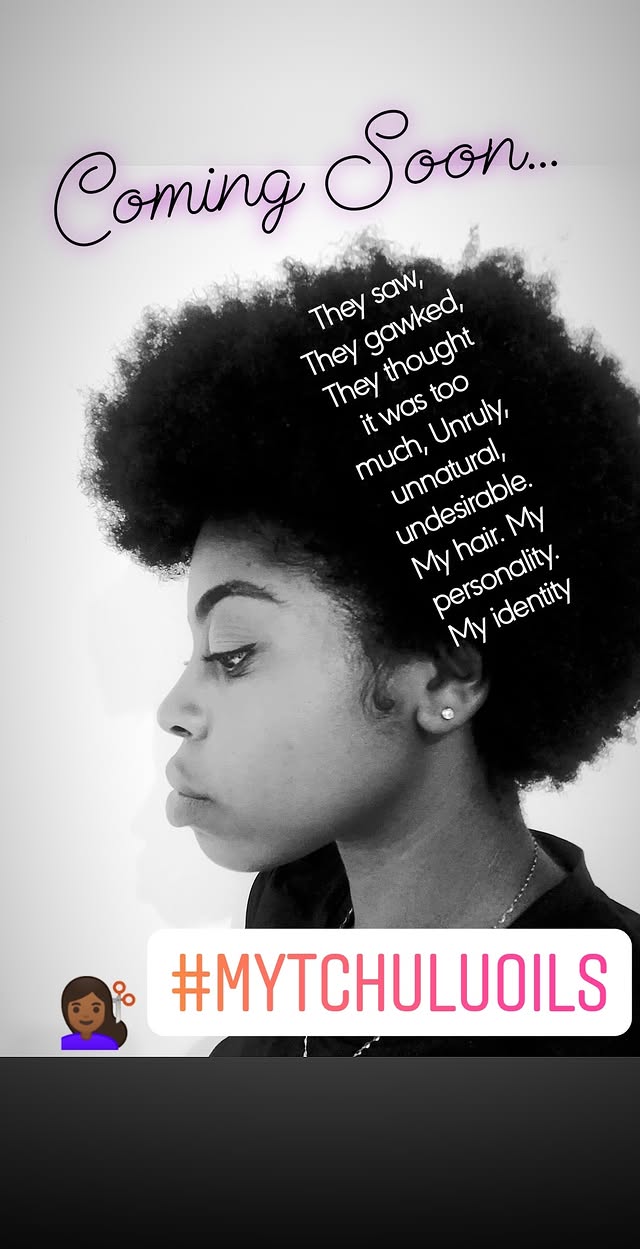 Coming Soon...
They saw,
They gawked,
They thought
it was too
much, Unruly,
unnatural,
undesirable.
My hair. My
personality.
My identity
#MYTCHULUOILS